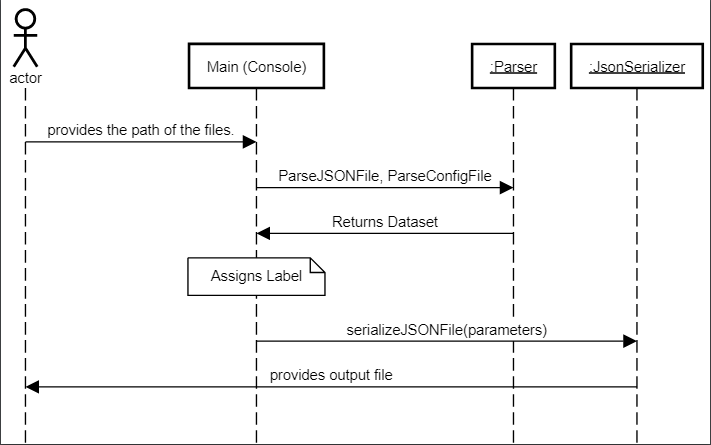 actor
Main (Console)
:Parser
:JsonSerializer
provides the path of the files.
ParseJSONFile, ParseConfigFile
Returns Dataset
Assigns Label
serializeJSONFile(parameters)
provides output file